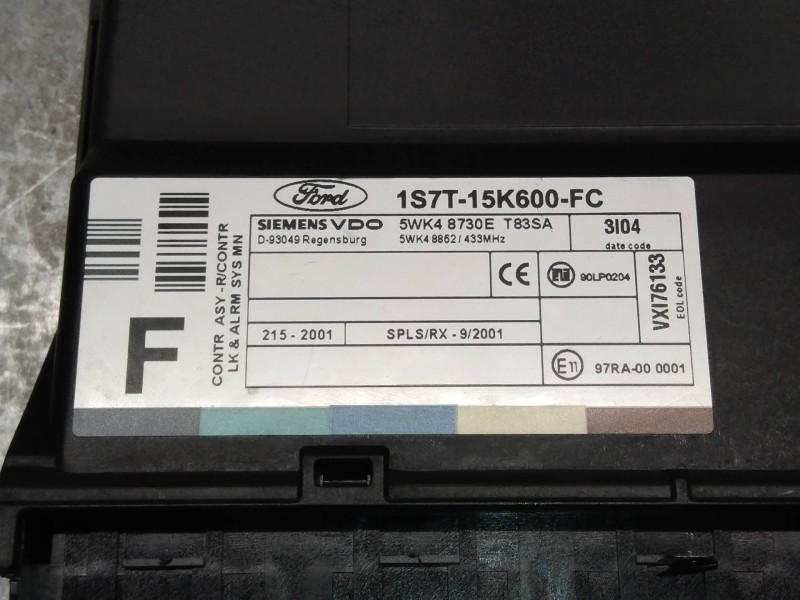 Ford 1S7T-15K600-FC
SIEMENS VDO 5WK4 8730E T83SA
D-93049 Regensburg 5WK4 8862 / 433MHz
3I04
date code
CE
90LP0204
VXI76133
EOL code
215 - 2001 SPLS/RX - 9/2001
E11 97RA-00 0001
F
CONTR ASY -R/CONTR
LK & ALRM SYS MN